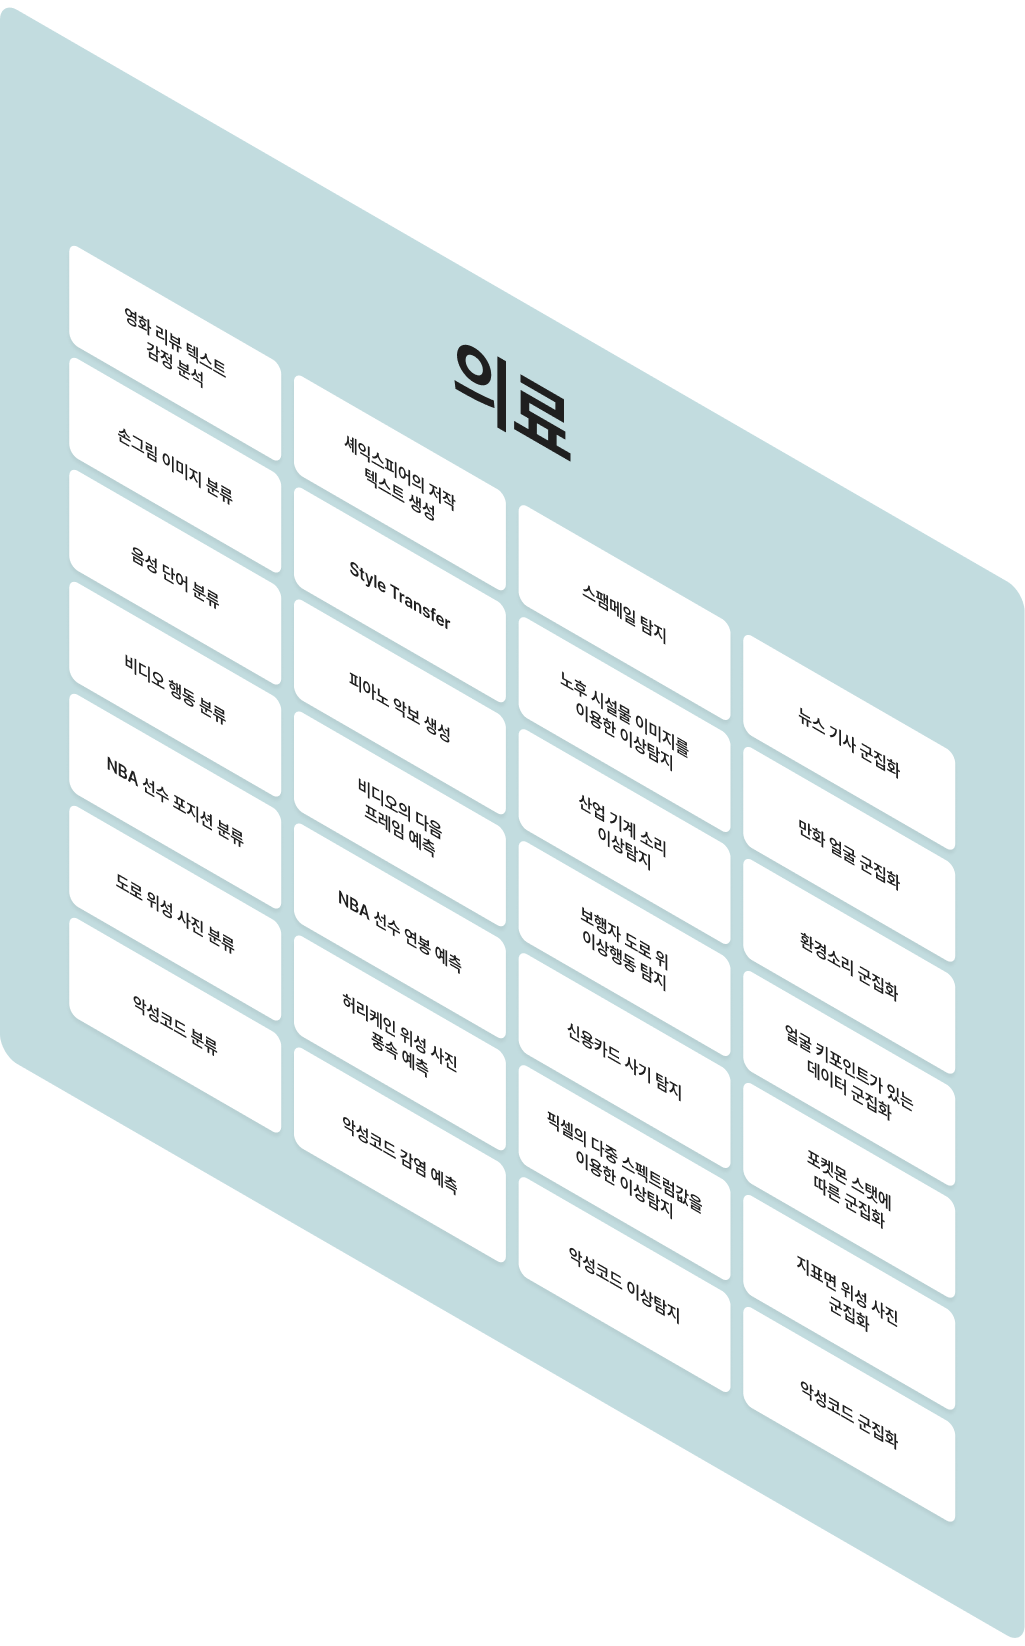 의료
영화 리뷰 텍스트
감정 분석
손그림 이미지 분류
음성 단어 분류
비디오 행동 분류
NBA 선수 포지션 분류
도로 위성 사진 분류
악성코드 분류
셰익스피어의 저작
텍스트 생성
Style Transfer
피아노 악보 생성
비디오의 다음
프레임 예측
NBA 선수 연봉 예측
허리케인 위성 사진
풍속 예측
악성코드 감염 예측
스팸메일 탐지
노후 시설물 이미지를
이용한 이상탐지
산업 기계 소리
이상탐지
보행자 도로 위
이상행동 탐지
신용카드 사기 탐지
픽셀의 다중 스펙트럼값을
이용한 이상탐지
악성코드 이상탐지
뉴스 기사 군집화
만화 얼굴 군집화
환경소리 군집화
얼굴 키포인트가 있는
데이터 군집화
포켓몬 스탯에
따른 군집화
지표면 위성 사진
군집화
악성코드 군집화